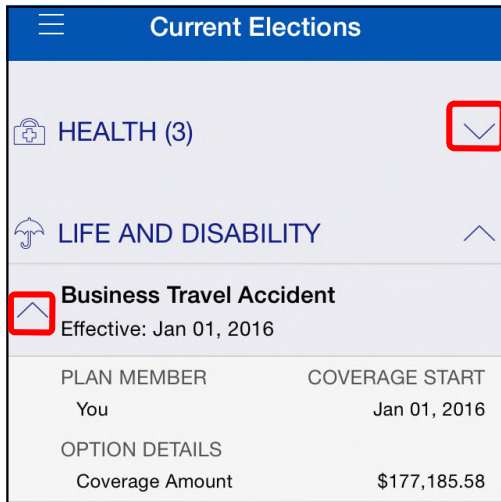 Current Elections
HEALTH (3)
LIFE AND DISABILITY
Business Travel Accident
Effective: Jan 01, 2016
PLAN MEMBER COVERAGE START
You Jan 01, 2016
OPTION DETAILS
Coverage Amount $177,185.58